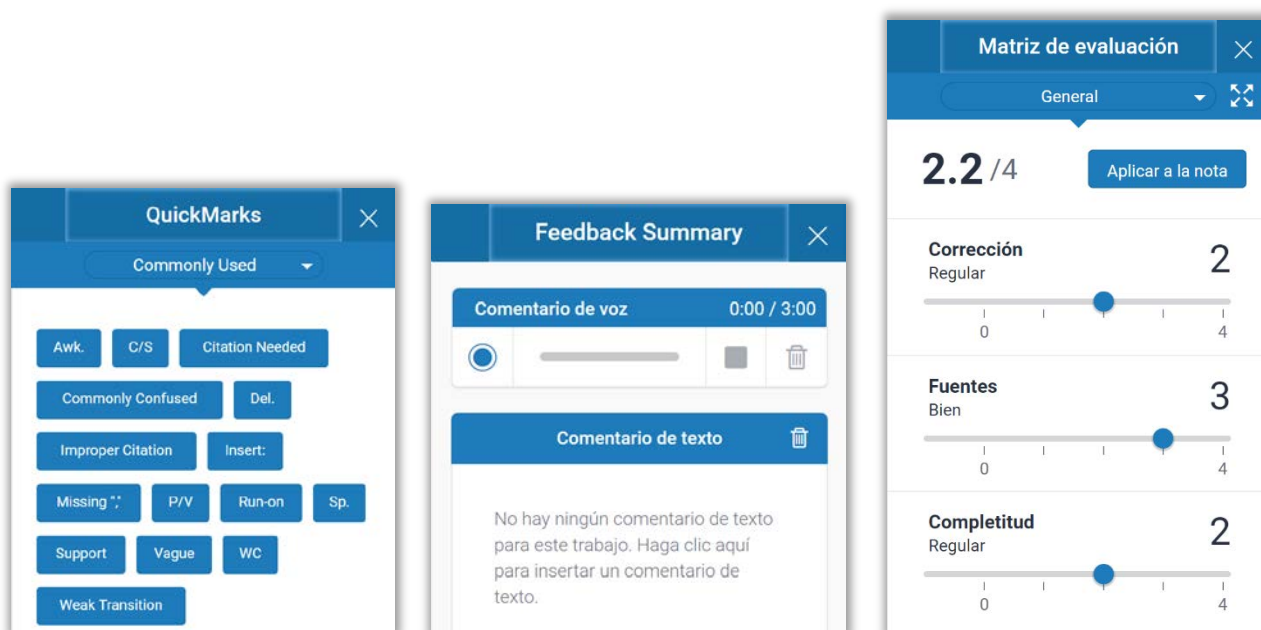 QuickMarks
Commonly Used
Awk. C/S Citation Needed
Commonly Confused Del.
Improper Citation Insert:
Missing "," P/V Run-on Sp.
Support Vague WC
Weak Transition
Feedback Summary
Comentario de voz 0:00 / 3:00
Comentario de texto
No hay ningún comentario de texto
para este trabajo. Haga clic aquí
para insertar un comentario de
texto.
Matriz de evaluación
General
2.2 /4 Aplicar a la nota
Corrección 2
Regular
0 4
Fuentes 3
Bien
0 4
Completitud 2
Regular
0 4